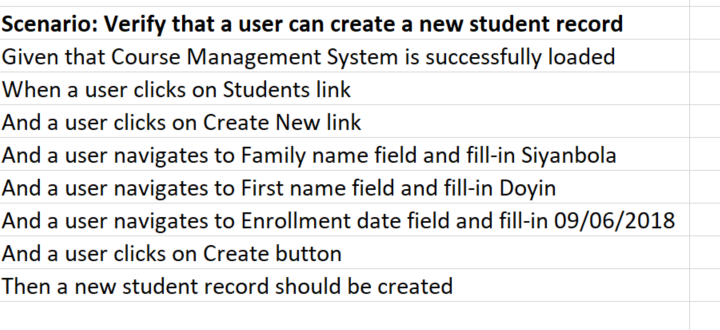 Scenario: Verify that a user can create a new student record
Given that Course Management System is successfully loaded
When a user clicks on Students link
And a user clicks on Create New link
And a user navigates to Family name field and fill-in Siyanbola
And a user navigates to First name field and fill-in Doyin
And a user navigates to Enrollment date field and fill-in 09/06/2018
And a user clicks on Create button
Then a new student record should be created